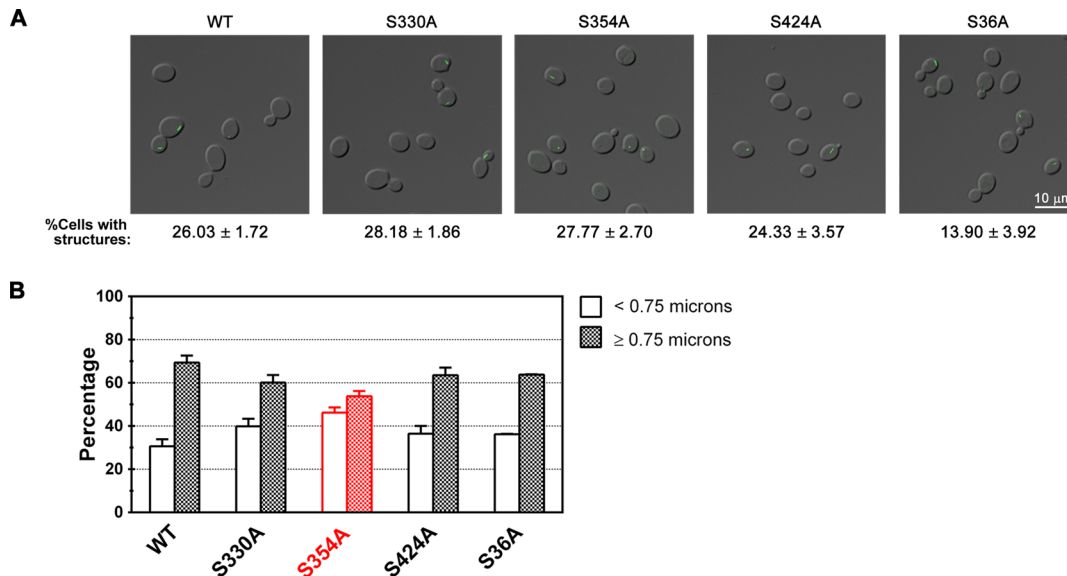 A
WT S330A S354A S424A S36A
10 μm
%Cells with
structures:
26.03 ± 1.72 28.18 ± 1.86 27.77 ± 2.70 24.33 ± 3.57 13.90 ± 3.92
B
Percentage
100
80
60
40
20
0
< 0.75 microns
≥ 0.75 microns
WT S330A S354A S424A S36A